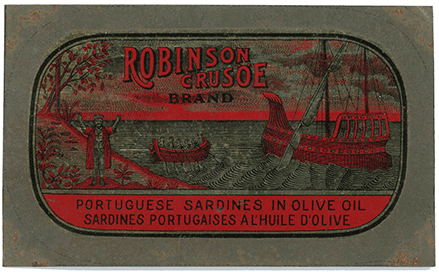 ROBINSON
CRUSOE
BRAND
PORTUGUESE SARDINES IN OLIVE OIL
SARDINES PORTUGAISES A L'HUILE D'OLIVE